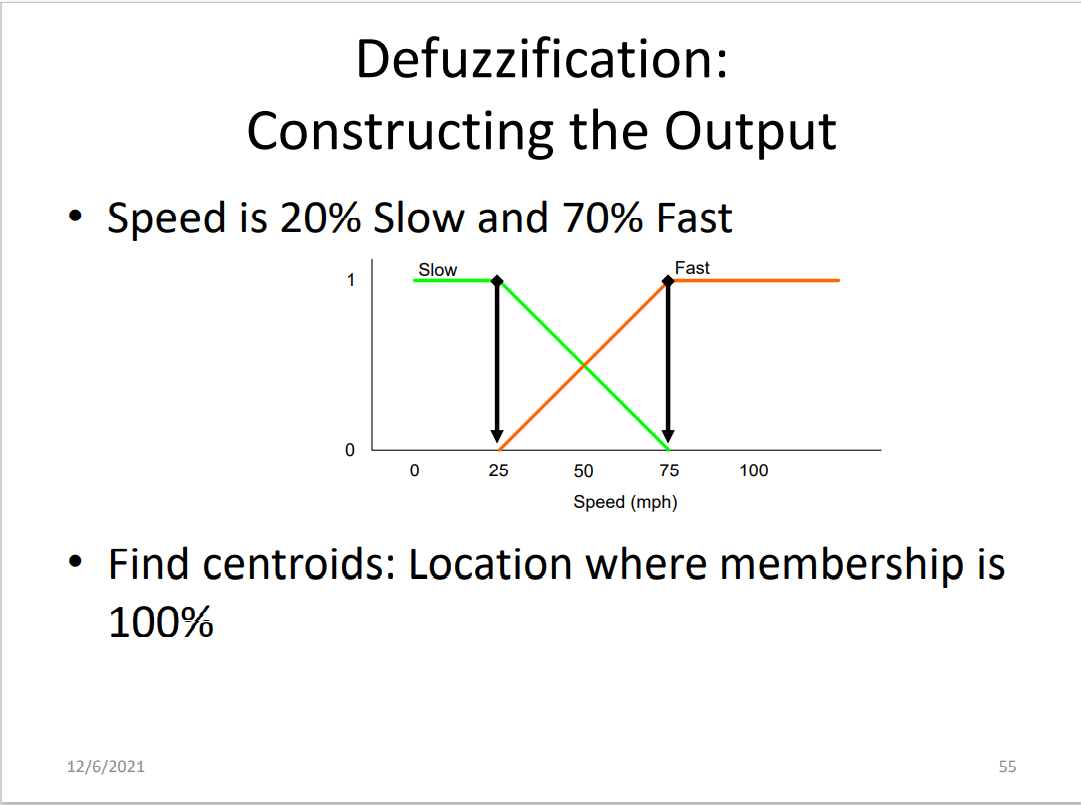 Defuzzification:
Constructing the Output
• Speed is 20% Slow and 70% Fast
Slow
Fast
1
0
0 25 50 75 100
Speed (mph)
• Find centroids: Location where membership is
100%
12/6/2021
55